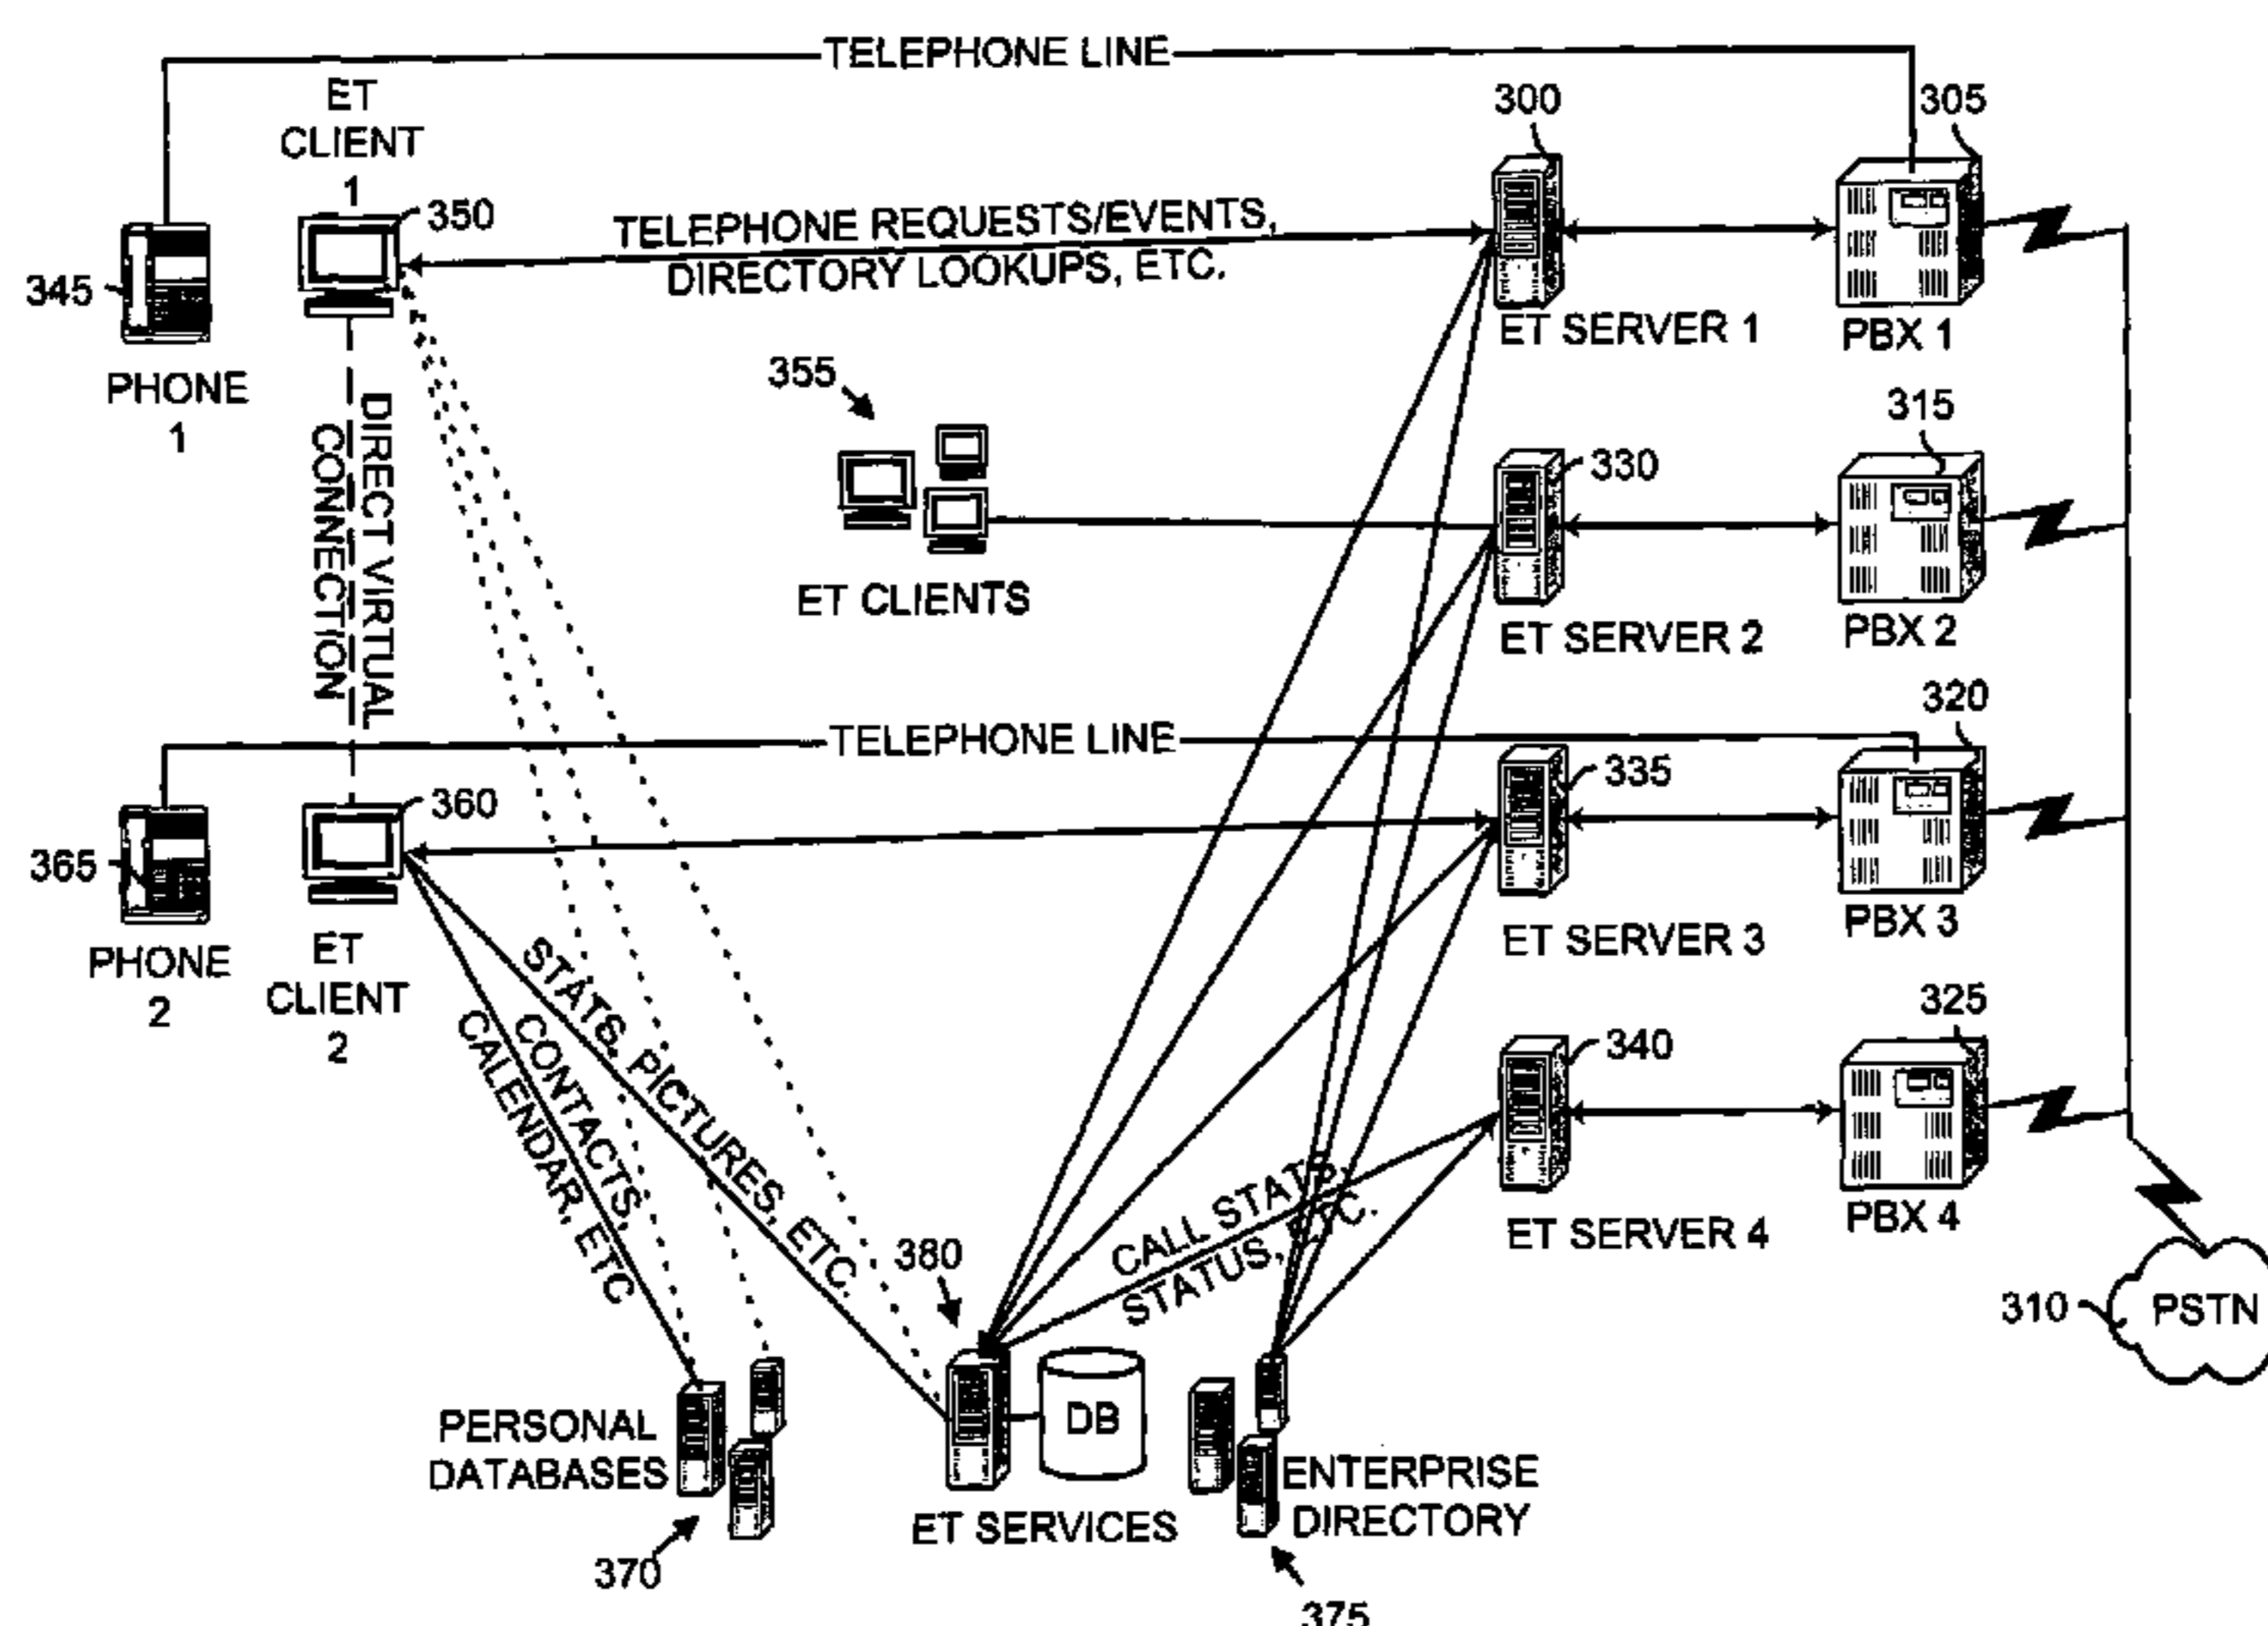 TELEPHONE LINE
ET
CLIENT
1
300
305
350
TELEPHONE REQUESTS/EVENTS,
DIRECTORY LOOKUPS, ETC.
345
ET SERVER 1
PBX 1
PHONE
1
355
315
330
DIRECT VIRTUAL
CONNECTION
ET CLIENTS
ET SERVER 2
PBX 2
320
TELEPHONE LINE
335
360
365
ET SERVER 3
PBX 3
PHONE
2
ET
CLIENT
2
325
340
STATS, PICTURES, ETC.
CONTACTS,
CALENDAR, ETC
ET SERVER 4
PBX 4
CALL STATS,
STATUS, ETC.
380
310
PSTN
PERSONAL
DATABASES
DB
ENTERPRISE
DIRECTORY
ET SERVICES
370
375